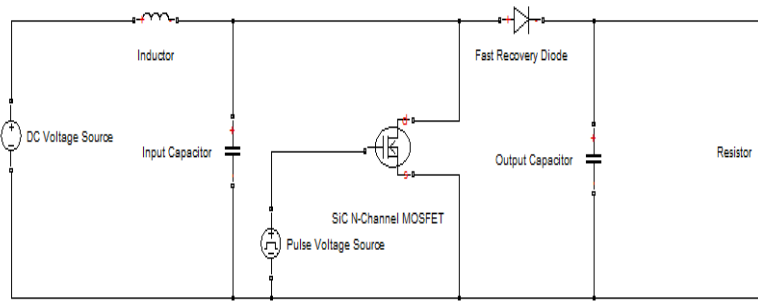 Inductor
Fast Recovery Diode
DC Voltage Source
Input Capacitor
Output Capacitor
Resistor
SiC N-Channel MOSFET
Pulse Voltage Source